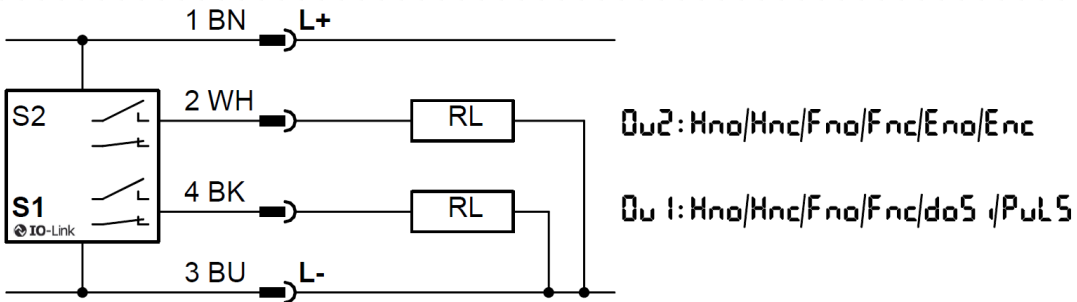 1 BN L+
S2 2 WH RL Ou2: Hno/Hnc/Fno/Fnc/Eno/Enc
S1 4 BK RL Ou1: Hno/Hnc/Fno/Fnc/doSi/PuLS
IO-Link
3 BU L-